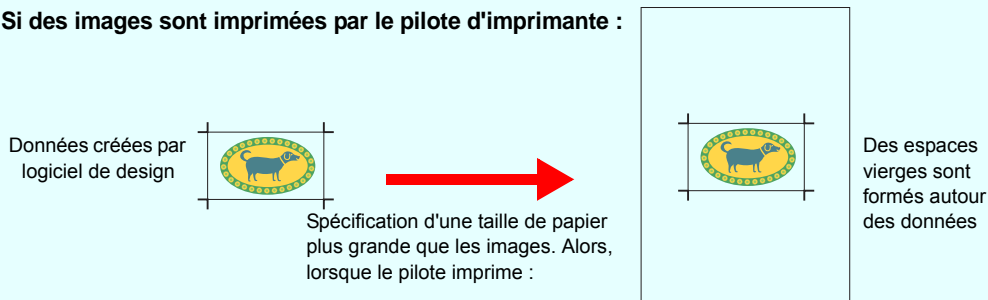 Si des images sont imprimées par le pilote d'imprimante :
Données créées par
logiciel de design
Spécification d'une taille de papier
plus grande que les images. Alors,
lorsque le pilote imprime :
Des espaces
vierges sont
formés autour
des données